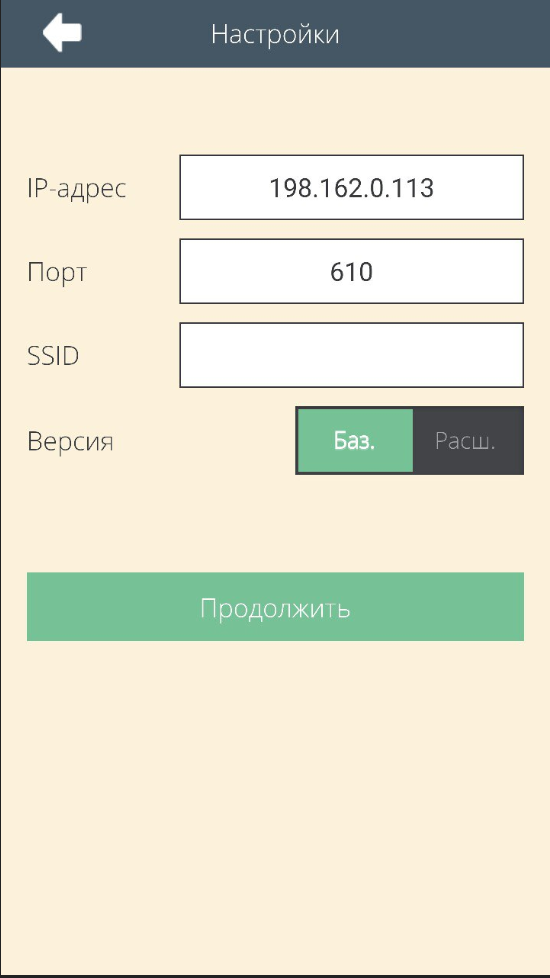 Настройки
IP-адрес
198.162.0.113
Порт
610
SSID
Версия
Баз.
Расш.
Продолжить